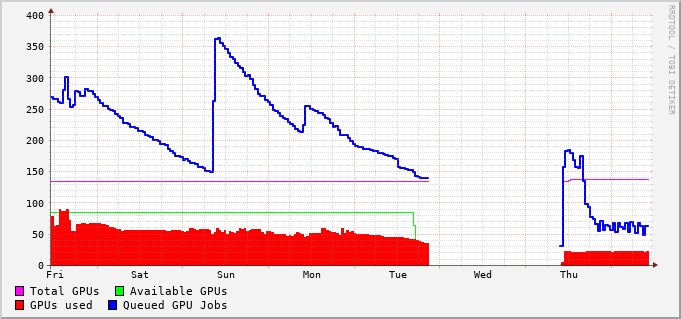 400
350
300
250
200
150
100
50
0
Fri Sat Sun Mon Tue Wed Thu
Total GPUs Available GPUs
GPUs used Queued GPU Jobs
RRDTOOL / TOBI OETIKER